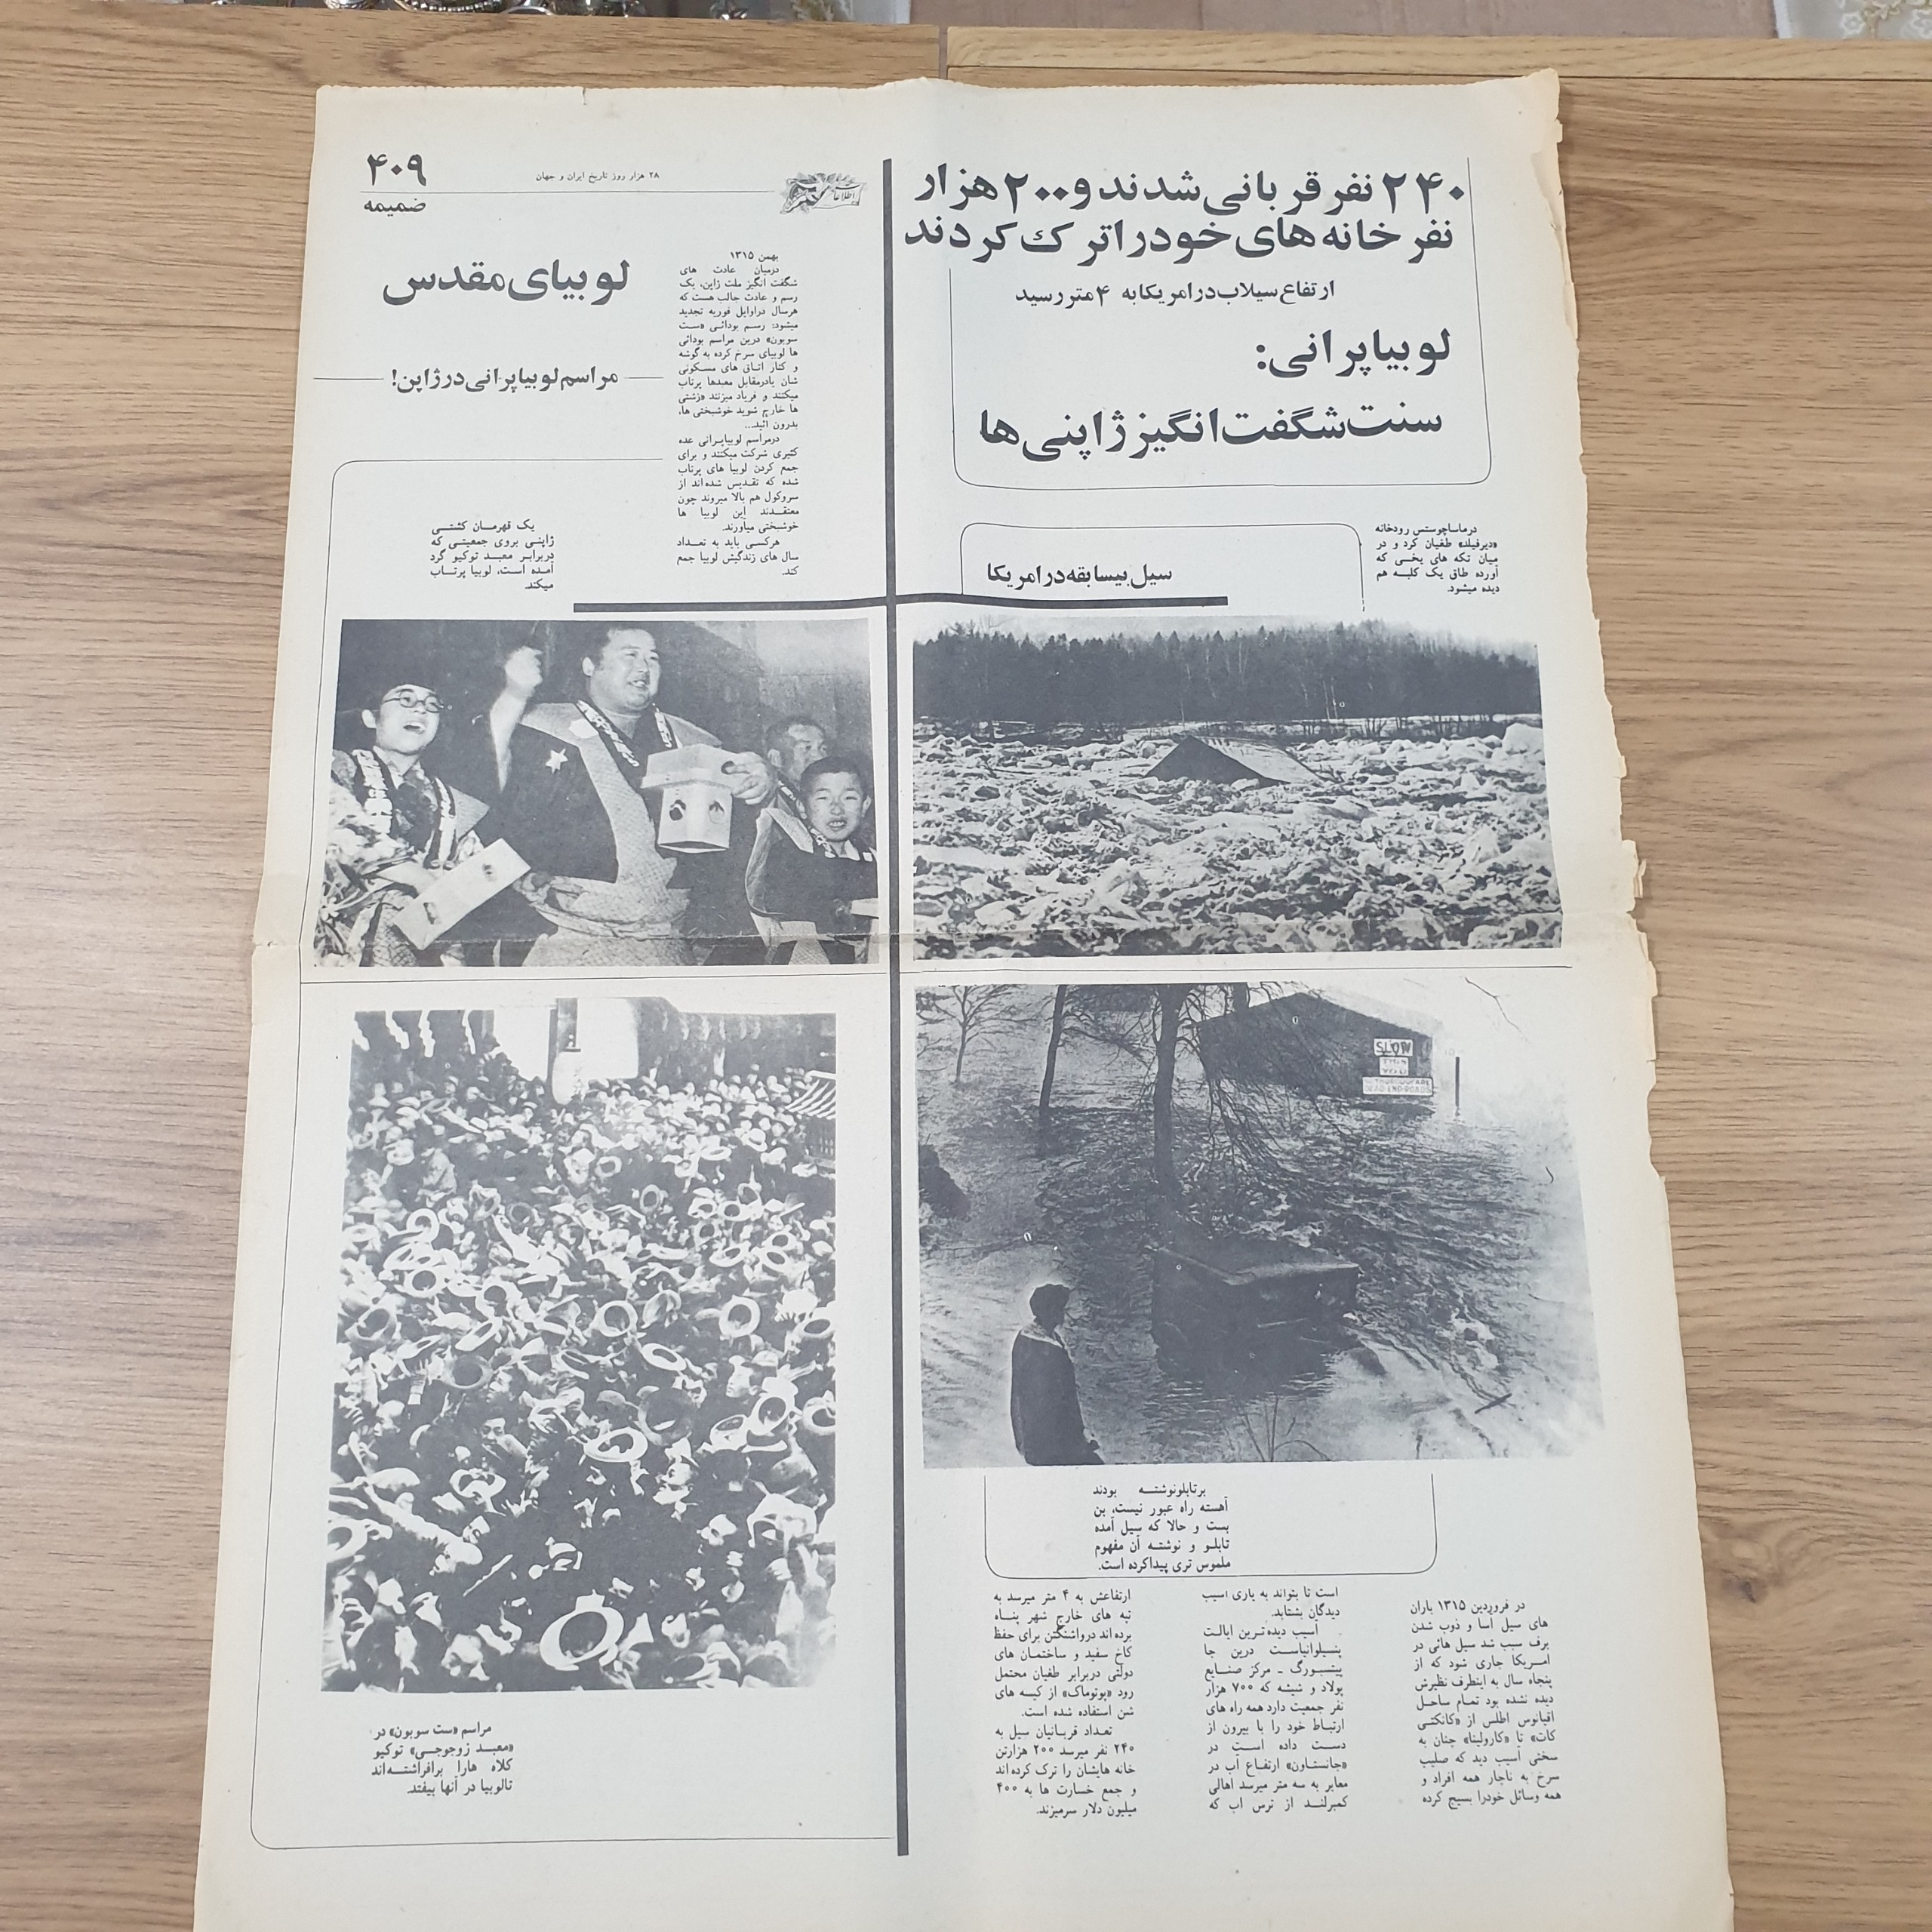 ۲۴۰ نفر قربانی شدند و ۲۰۰ هزار
نفر خانه های خود را ترک کردند
ارتفاع سیلاب در امریکا به ۴ متر رسید
لوبیاپرانی:
سنت شگفت انگیز ژاپنی ها
درماساچوستس رودخانه
«دیرفیلد» طغیان کرد و در
میان تکه های یخی که
آورده طاق یک کلبه هم
دیده میشود.
سیل بیسابقه در امریکا
SLOW
THIS
YOU
DEAD END ROADS
برتابلونوشته بودند
آهسته راه عبور نیست، بن
بست و حالا که سیل آمده
تابلو و نوشته آن مفهوم
ملموس تری پیدا کرده است.
در فروردین ۱۳۱۵ باران
های سیل آسا و ذوب شدن
برف سبب شد سیل هائی در
امریکا جاری شود که از
پنجاه سال به اینطرف نظیرش
دیده نشده بود تمام ساحل
اقیانوس اطلس از «کانکتی
کات» تا «کارولینا» چنان به
سختی آسیب دید که صلیب
سرخ به ناچار همه افراد و
همه وسائل خودرا بسیج کرده
است تا بتواند به یاری آسیب
دیدگان بشتابد.
آسیب دیده ترین ایالت
پنسیلوانیاست درین جا
پیتسبورگ ـ مرکز صنایع
پولاد و شیشه که ۷۰۰ هزار
نفر جمعیت دارد همه راه های
ارتباط خود را با بیرون از
دست داده است در
«جانستاون» ارتفاع آب در
معابر به سه متر میرسد اهالی
کمبرلند از ترس آب که
ارتفاعش به ۴ متر میرسد به
تپه های خارج شهر پناه
برده اند درواشنگتن برای حفظ
کاخ سفید و ساختمان های
دولتی دربرابر طغیان محتمل
رود «پوتوماک» از کیسه های
شن استفاده شده است.
تعداد قربانیان سیل به
۲۴۰ نفر میرسد ۲۰۰ هزارتن
خانه هایشان را ترک کرده اند
و جمع خسارت ها به ۴۰۰
میلیون دلار سرمیزند.
اطلاعات
۲۸ هزار روز تاریخ ایران و جهان
۴۰۹
ضمیمه
لوبیای مقدس
مراسم لوبیاپرانی در ژاپن!
بهمن ۱۳۱۵
درمیان عادت های
شگفت انگیز ملت ژاپن، یک
رسم و عادت جالب هست که
هرسال دراوایل فوریه تجدید
میشود: رسم بودائی «ست
سوبون» درین مراسم بودائی
ها لوبیای سرخ کرده به گوشه
و کنار اتاق های مسکونی
شان یادرمقابل معبدها پرتاب
میکنند و فریاد میزنند «زشتی
ها خارج شوید خوشبختی ها،
بدرون آئید...
درمراسم لوبیاپرانی عده
کثیری شرکت میکنند و برای
جمع کردن لوبیا های پرتاب
شده که تقدیس شده اند از
سروکول هم بالا میروند چون
معتقدند این لوبیا ها
خوشبختی میآورند.
هرکسی باید به تعداد
سال های زندگیش لوبیا جمع
کند.
یک قهرمان کشتی
ژاپنی بروی جمعیتی که
دربرابر معبد توکیو گرد
آمده است، لوبیا پرتاب
میکند.
مراسم «ست سوبون» در
«معبد زوجوجی» توکیو
کلاه هارا برافراشته اند
تالوبیا در آنها بیفتد.